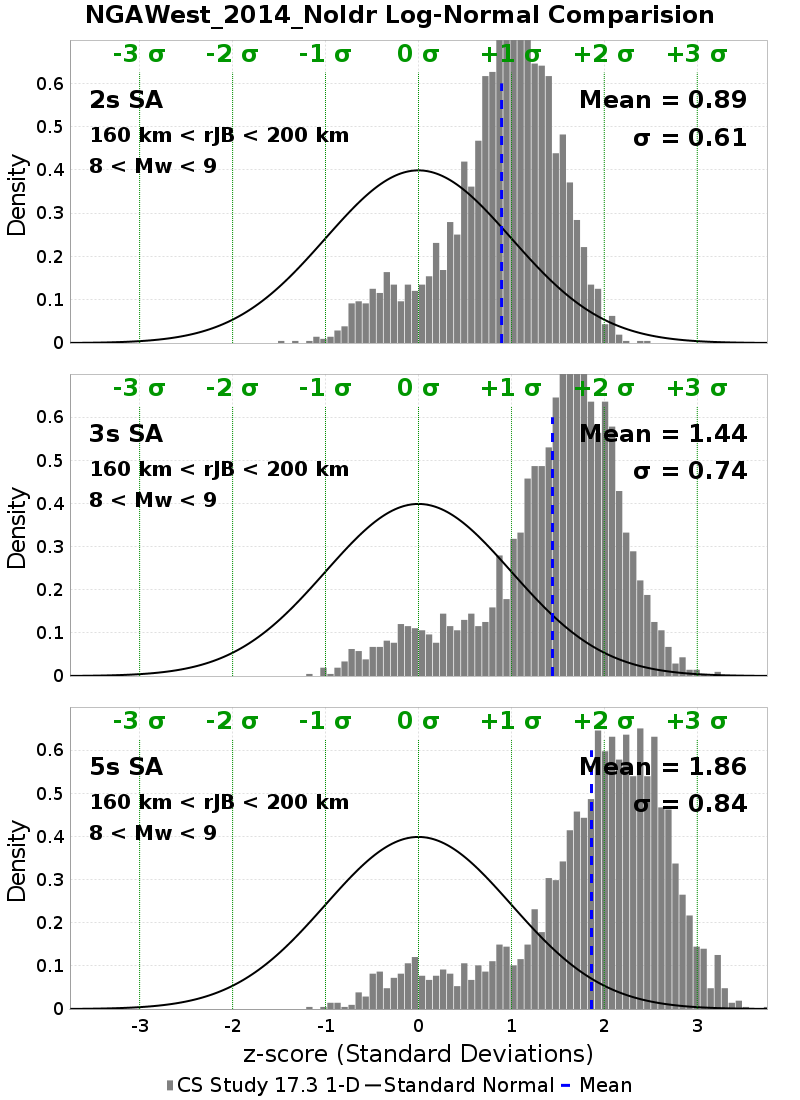 NGAWest_2014_NoIdr Log-Normal Comparision
-3 σ -2 σ -1 σ 0 σ +1 σ +2 σ +3 σ
2s SA
Mean = 0.89
160 km < rJB < 200 km
σ = 0.61
8 < Mw < 9
Density
0.6
0.5
0.4
0.3
0.2
0.1
0
-3 σ -2 σ -1 σ 0 σ +1 σ +2 σ +3 σ
3s SA
Mean = 1.44
160 km < rJB < 200 km
σ = 0.74
8 < Mw < 9
Density
0.6
0.5
0.4
0.3
0.2
0.1
0
-3 σ -2 σ -1 σ 0 σ +1 σ +2 σ +3 σ
5s SA
Mean = 1.86
160 km < rJB < 200 km
σ = 0.84
8 < Mw < 9
Density
0.6
0.5
0.4
0.3
0.2
0.1
0
-3 -2 -1 0 1 2 3
z-score (Standard Deviations)
CS Study 17.3 1-D Standard Normal Mean